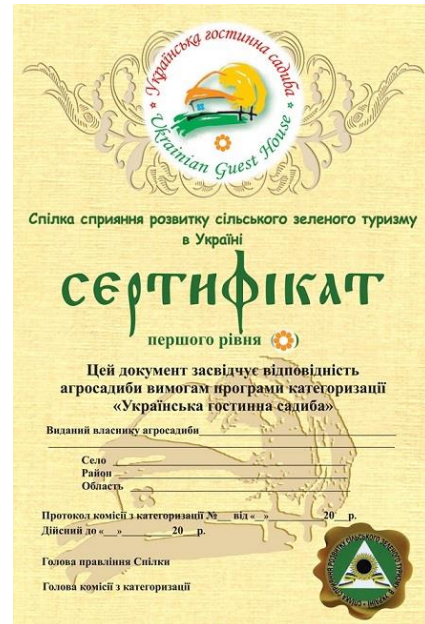 * Українська гостинна садиба *
Ukrainian Guest House
Спілка сприяння розвитку сільського зеленого туризму
в Україні
СЕРТИФІКАТ
першого рівня ( )
Цей документ засвідчує відповідність
агросадиби вимогам програми категоризації
«Українська гостинна садиба»
Виданий власнику агросадиби
Село
Район
Область
Протокол комісії з категоризації № від « » 20 р.
Дійсний до « » 20 р.
Голова правління Спілки
Голова комісії з категоризації